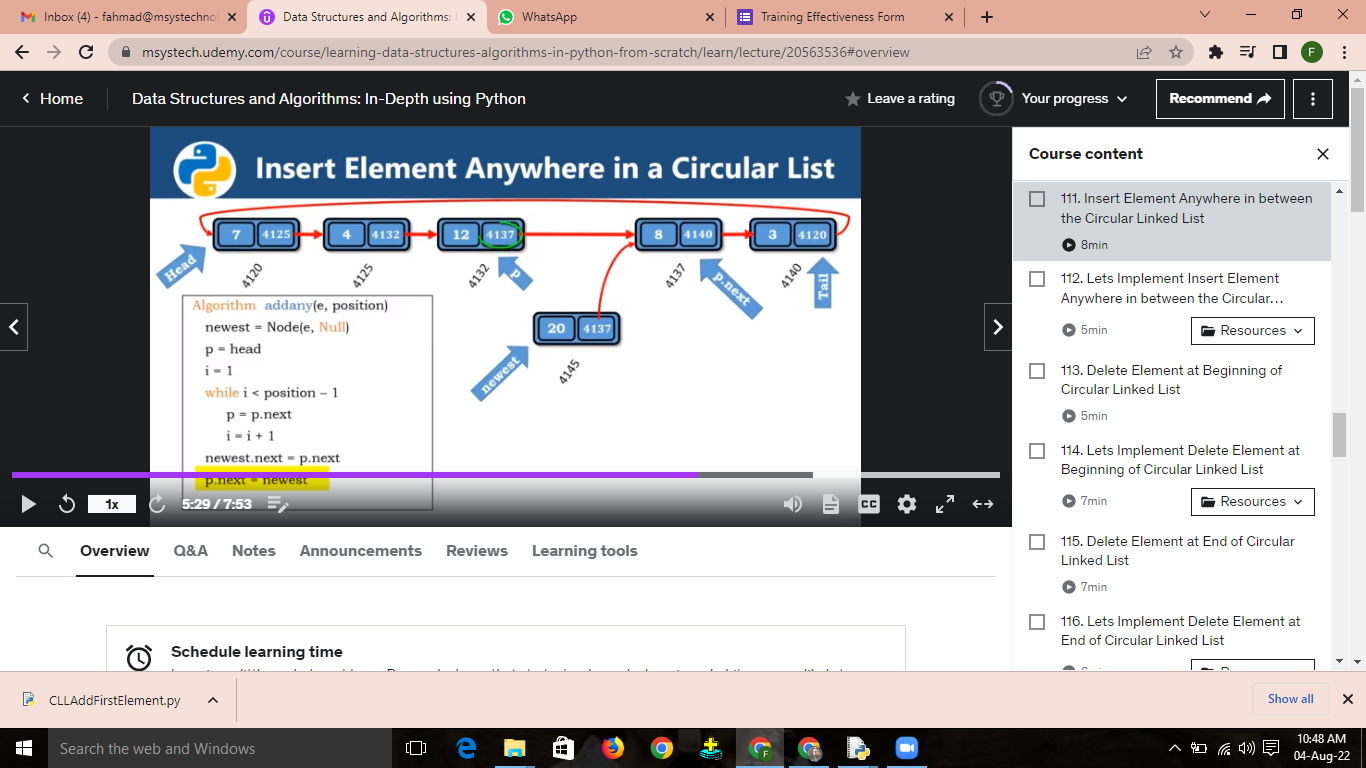 Inbox (4) - fahmad@msystechno
Data Structures and Algorithms:
WhatsApp
Training Effectiveness Form
msystech.udemy.com/course/learning-data-structures-algorithms-in-python-from-scratch/learn/lecture/20563536#overview
F
Home
Data Structures and Algorithms: In-Depth using Python
Leave a rating
Your progress
Recommend
Insert Element Anywhere in a Circular List
7 4125 4 4132 12 4137 8 4140 3 4120
Head
p
p.next
Tail
4120 4125 4132 4137 4140
20 4137
newest
4145
Algorithm addany(e, position)
newest = Node(e, Null)
p = head
i = 1
while i < position – 1
p = p.next
i = i + 1
newest.next = p.next
p.next = newest
1x
5:29 / 7:53
CC
Course content
111. Insert Element Anywhere in between
the Circular Linked List
8min
112. Lets Implement Insert Element
Anywhere in between the Circular...
5min
Resources
113. Delete Element at Beginning of
Circular Linked List
5min
114. Lets Implement Delete Element at
Beginning of Circular Linked List
7min
Resources
115. Delete Element at End of Circular
Linked List
7min
116. Lets Implement Delete Element at
End of Circular Linked List
Overview
Q&A
Notes
Announcements
Reviews
Learning tools
Schedule learning time
CLLAddFirstElement.py
Show all
Search the web and Windows
10:48 AM
04-Aug-22